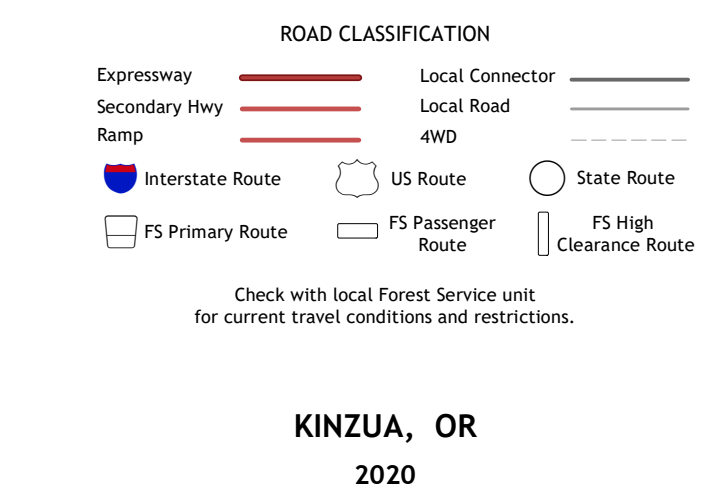 ROAD CLASSIFICATION
Expressway
Local Connector
Secondary Hwy
Local Road
Ramp
4WD
Interstate Route
US Route
State Route
FS Primary Route
FS Passenger
Route
FS High
Clearance Route
Check with local Forest Service unit
for current travel conditions and restrictions.
KINZUA, OR
2020